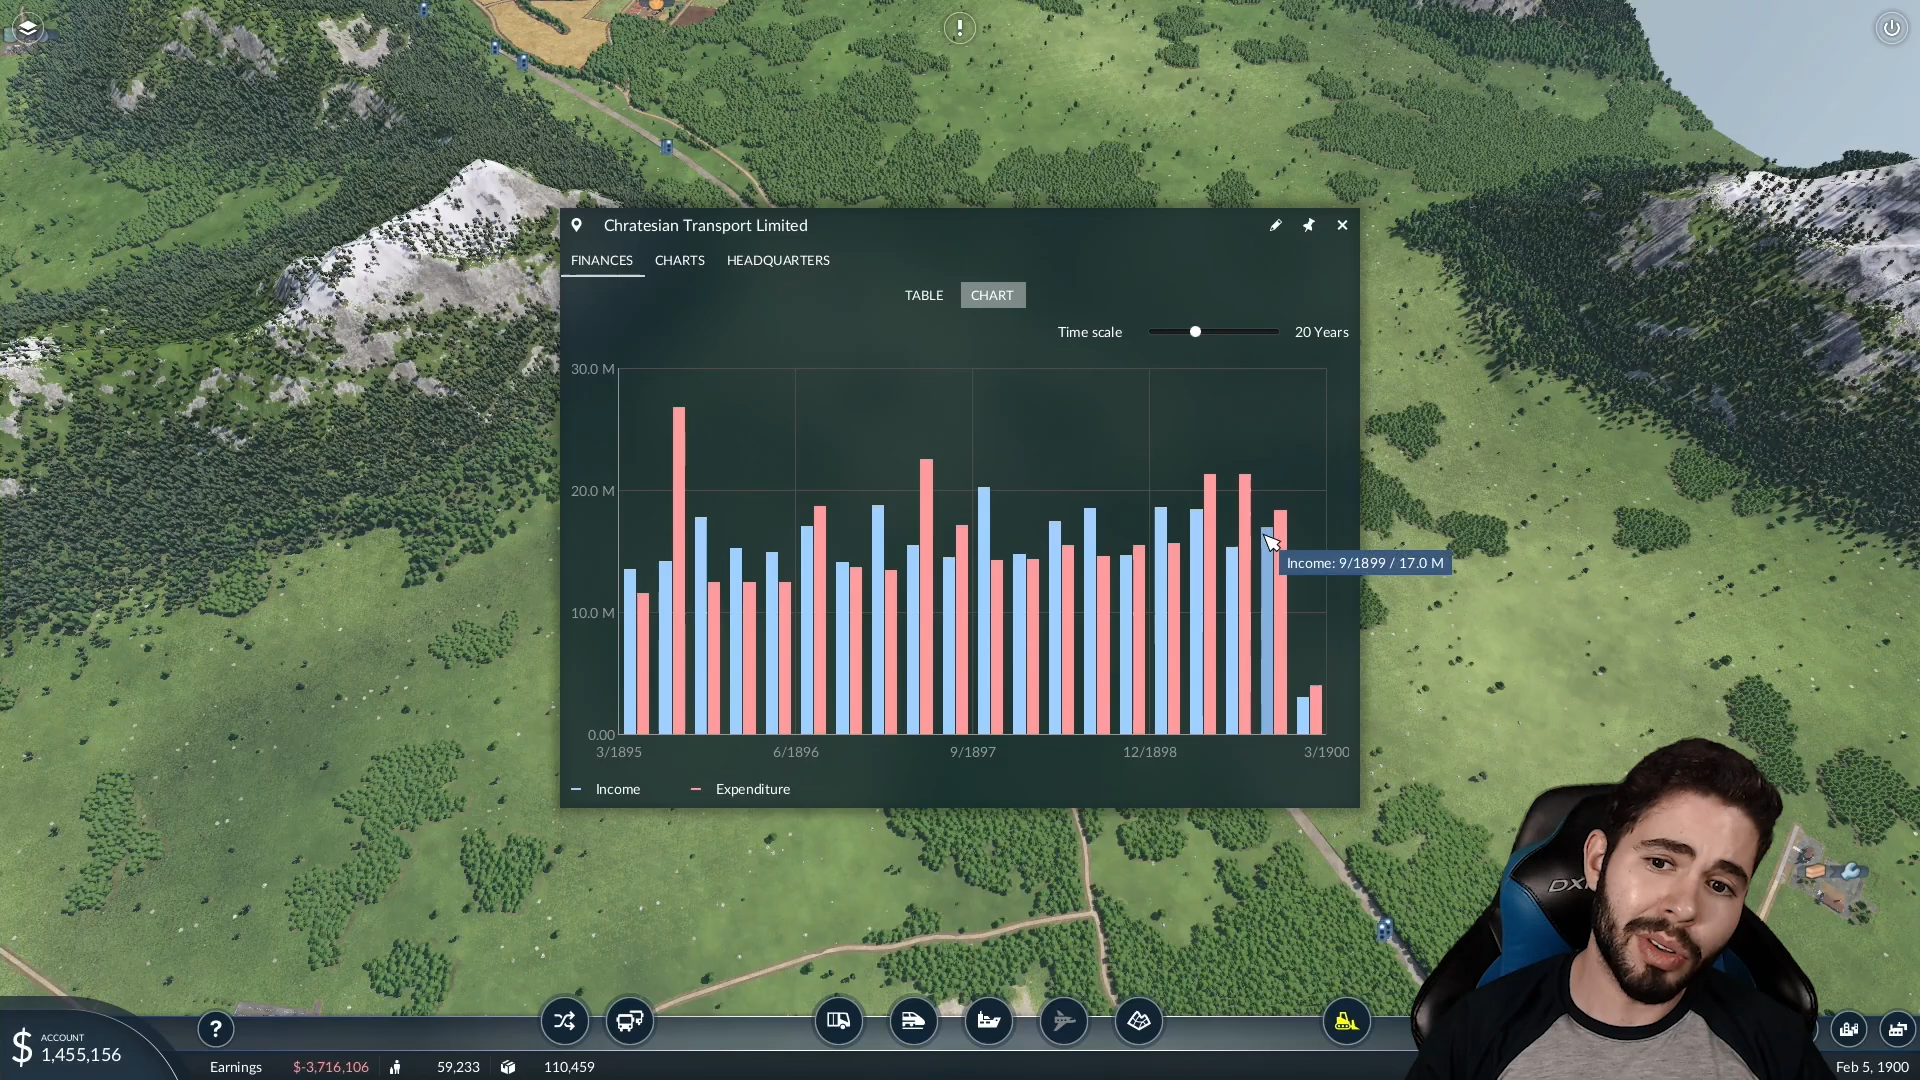 Chratesian Transport Limited
FINANCES CHARTS HEADQUARTERS
TABLE CHART
Time scale 20 Years
30.0 M
20.0 M
10.0 M
0.00
3/1895 6/1896 9/1897 12/1898 3/1900
Income: 9/1899 / 17.0 M
Income Expenditure
!
?
$ ACCOUNT
1,455,156
Earnings $-3,716,106 59,233 110,459
Feb 5, 1900